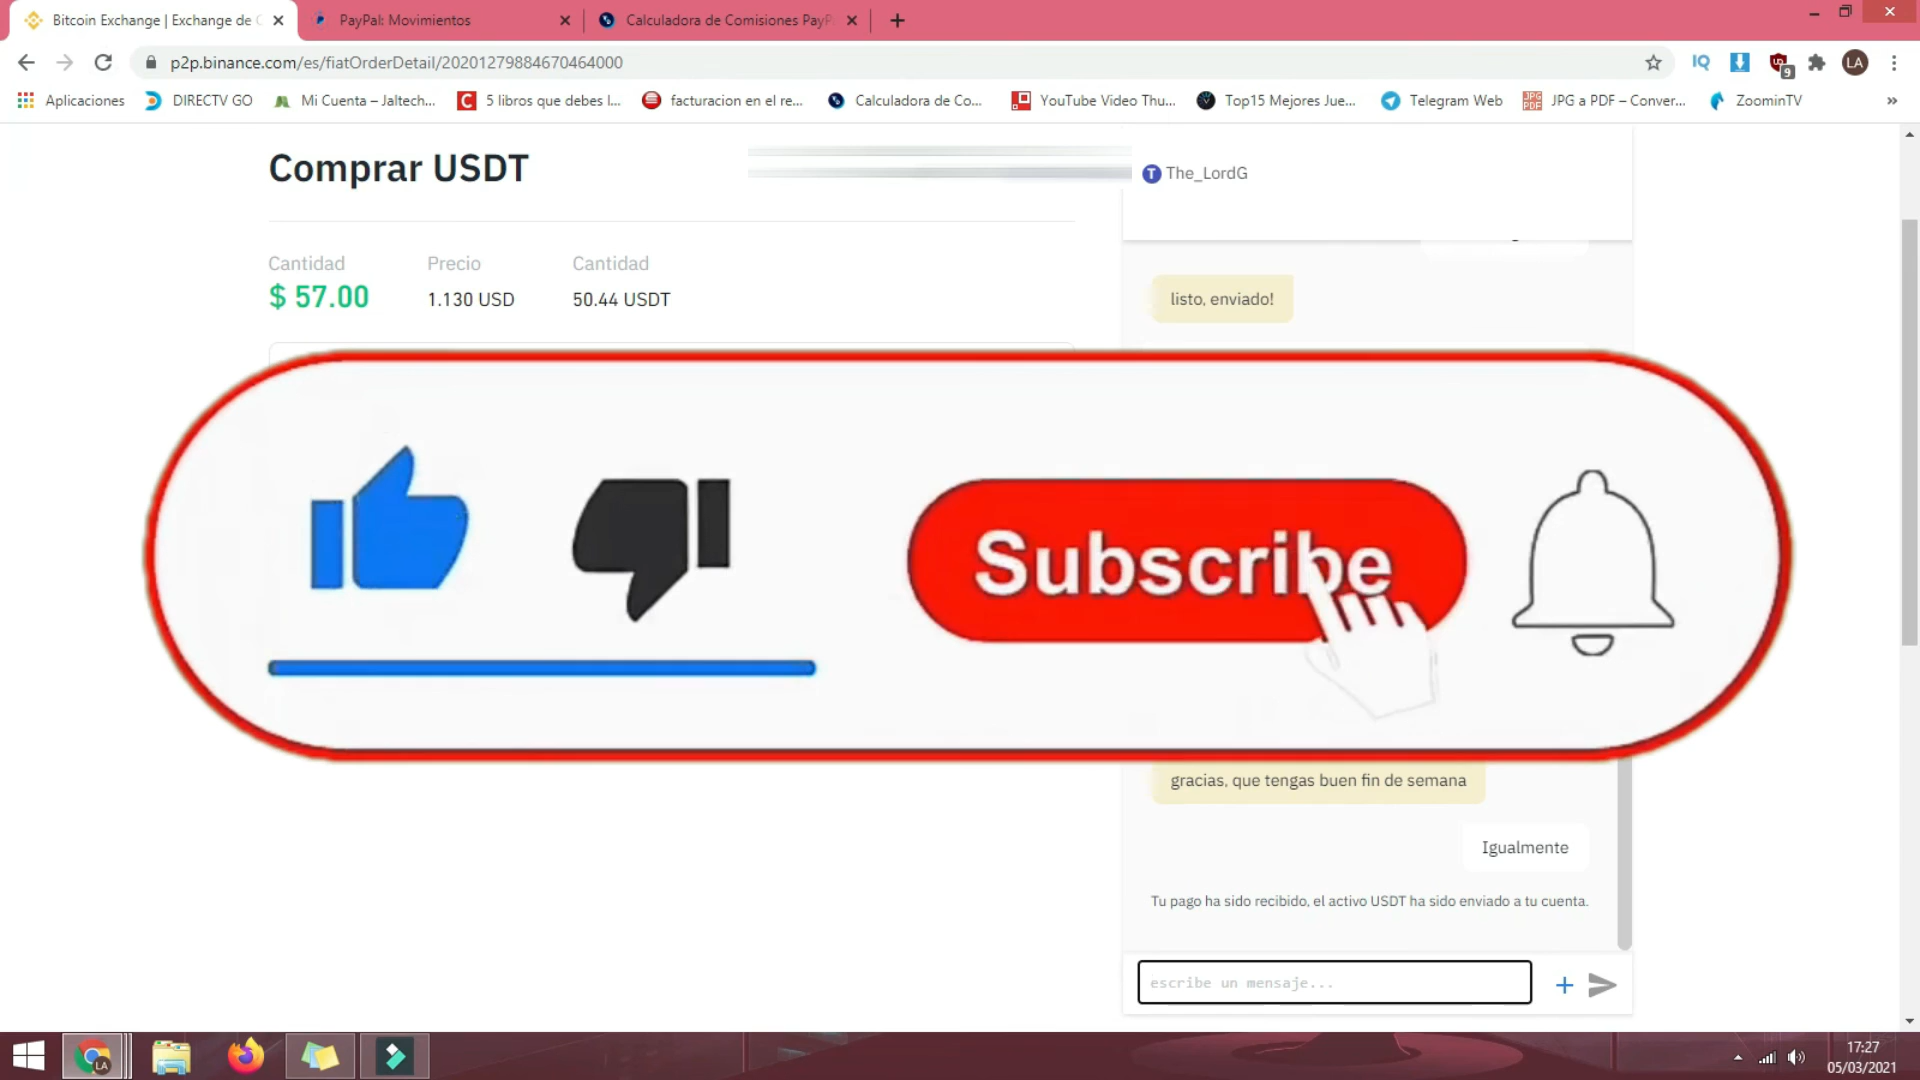 Bitcoin Exchange | Exchange de C
PayPal: Movimientos
Calculadora de Comisiones PayP
p2p.binance.com/es/fiatOrderDetail/20201279884670464000
IQ
9
LA
Aplicaciones
DIRECTV GO
Mi Cuenta – Jaltech...
5 libros que debes l...
facturacion en el re...
Calculadora de Co...
YouTube Video Thu...
Top15 Mejores Jue...
Telegram Web
JPG a PDF – Conver...
ZoominTV
»
Comprar USDT
T The_LordG
Cantidad
Precio
Cantidad
$ 57.00
1.130 USD
50.44 USDT
listo, enviado!
Subscribe
gracias, que tengas buen fin de semana
Igualmente
Tu pago ha sido recibido, el activo USDT ha sido enviado a tu cuenta.
escribe un mensaje...
LA
17:27
05/03/2021